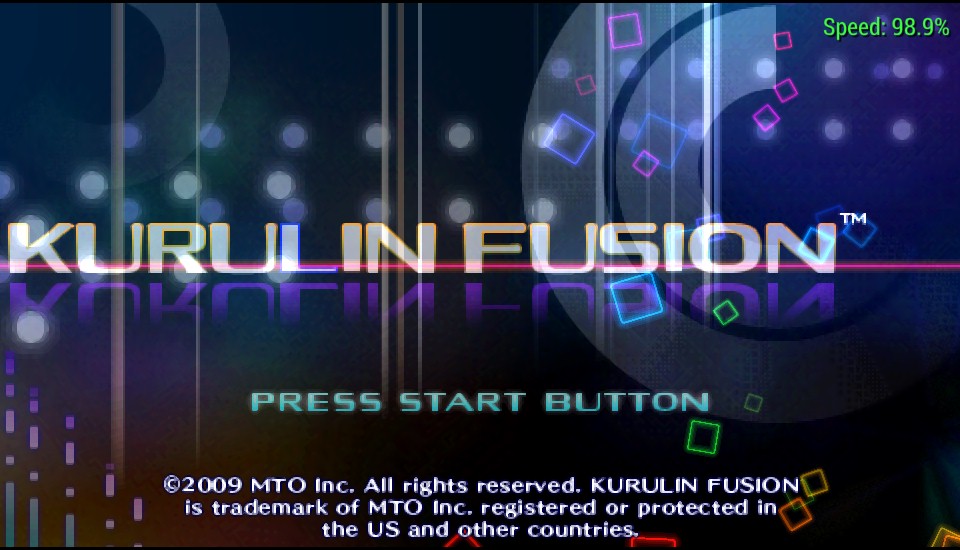 Speed: 98.9%
KURULIN FUSION™
PRESS START BUTTON
©2009 MTO Inc. All rights reserved. KURULIN FUSION
is trademark of MTO Inc. registered or protected in
the US and other countries.